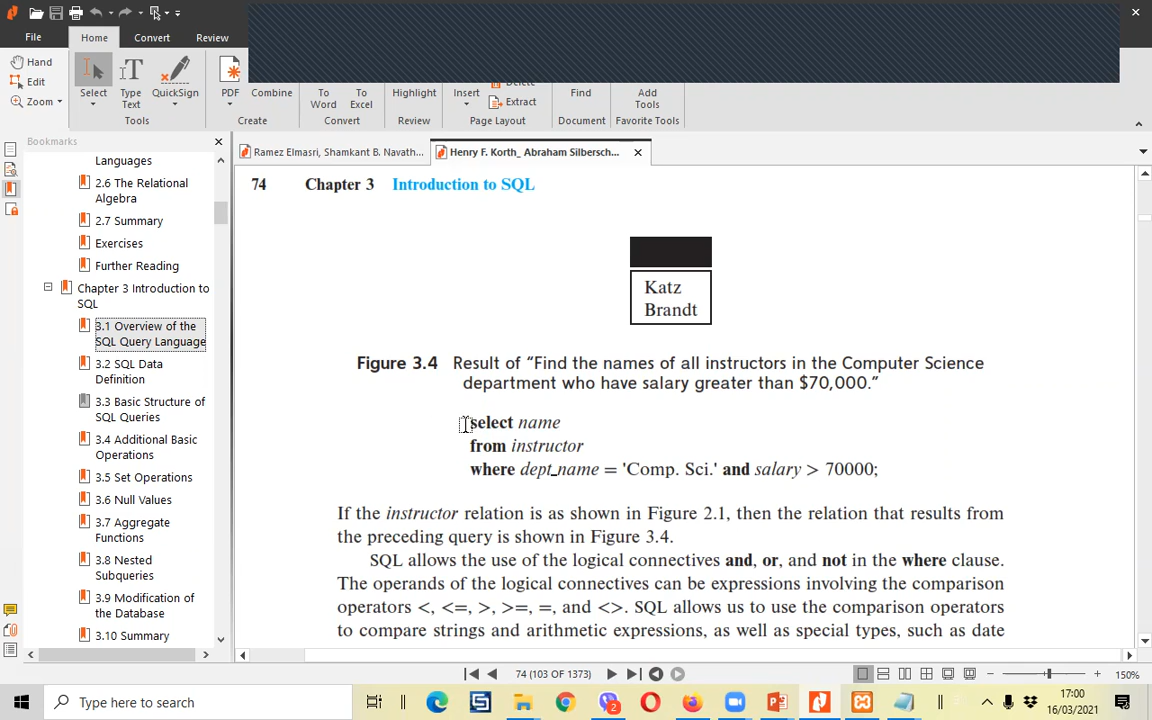 File
Home
Convert
Review
Hand
Edit
Zoom
Select
Type
Text
QuickSign
Tools
PDF
Combine
Create
To
Word
To
Excel
Convert
Highlight
Review
Insert
Delete
Extract
Page Layout
Find
Document
Add
Tools
Favorite Tools
Bookmarks
Ramez Elmasri, Shamkant B. Navath...
Henry F. Korth_ Abraham Silbersch...
Languages
2.6 The Relational
Algebra
2.7 Summary
Exercises
Further Reading
Chapter 3 Introduction to
SQL
3.1 Overview of the
SQL Query Language
3.2 SQL Data
Definition
3.3 Basic Structure of
SQL Queries
3.4 Additional Basic
Operations
3.5 Set Operations
3.6 Null Values
3.7 Aggregate
Functions
3.8 Nested
Subqueries
3.9 Modification of
the Database
3.10 Summary
74 Chapter 3 Introduction to SQL
Katz
Brandt
Figure 3.4 Result of “Find the names of all instructors in the Computer Science
department who have salary greater than $70,000.”
select name
from instructor
where dept_name = 'Comp. Sci.' and salary > 70000;
If the instructor relation is as shown in Figure 2.1, then the relation that results from
the preceding query is shown in Figure 3.4.
SQL allows the use of the logical connectives and, or, and not in the where clause.
The operands of the logical connectives can be expressions involving the comparison
operators <, <=, >, >=, =, and <>. SQL allows us to use the comparison operators
to compare strings and arithmetic expressions, as well as special types, such as date
74 (103 OF 1373)
150%
Type here to search
2
17:00
16/03/2021